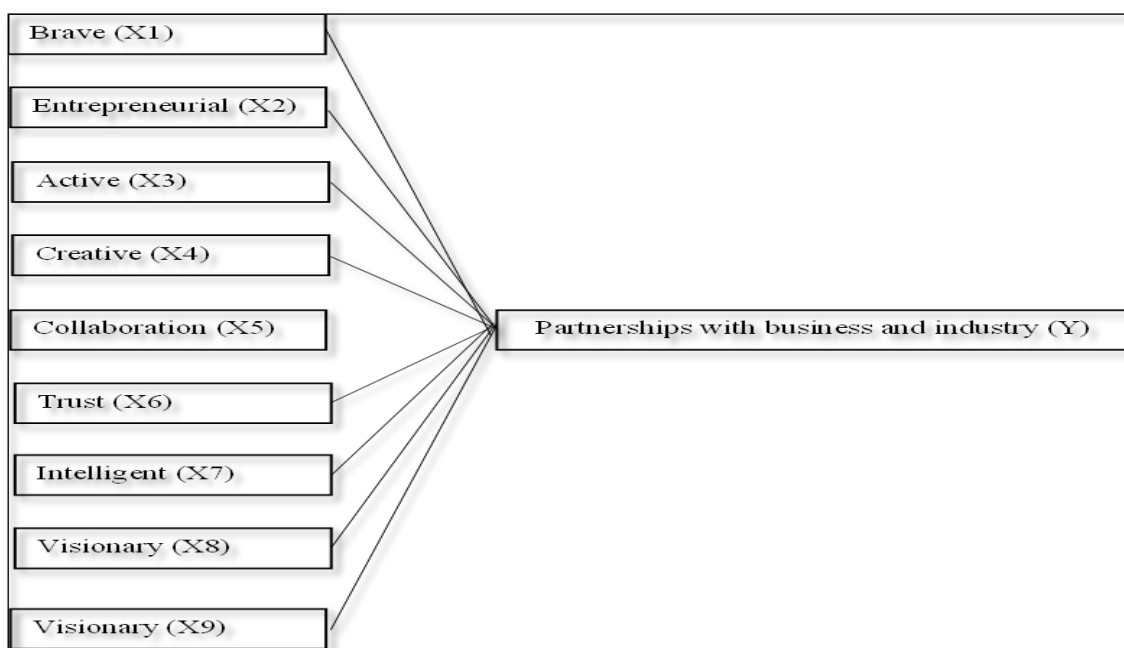 Brave (X1)
Entrepreneurial (X2)
Active (X3)
Creative (X4)
Collaboration (X5)
Partnerships with business and industry (Y)
Trust (X6)
Intelligent (X7)
Visionary (X8)
Visionary (X9)